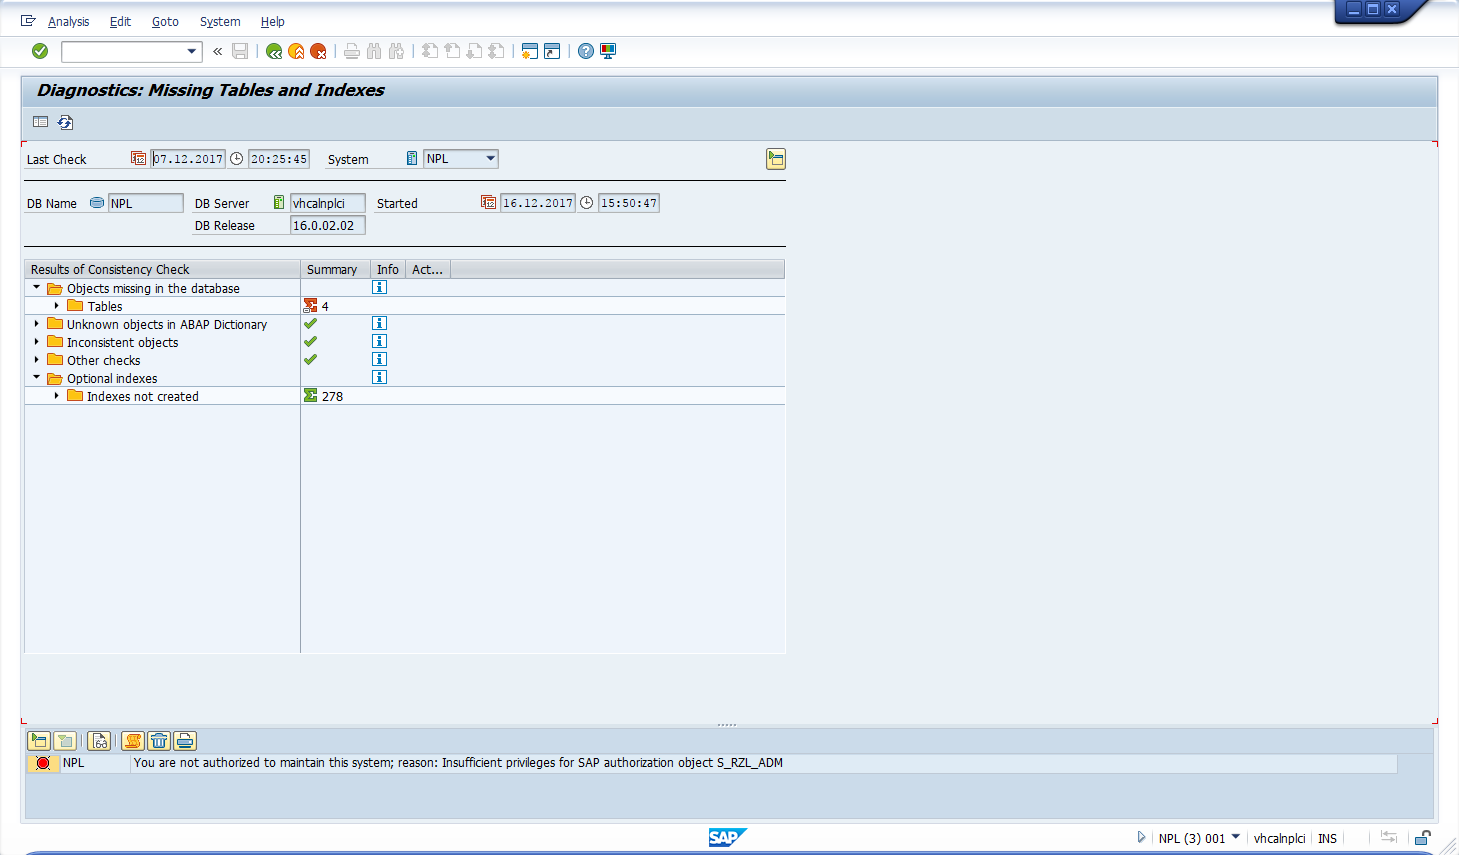 Analysis Edit Goto System Help
Diagnostics: Missing Tables and Indexes
Last Check 07.12.2017 20:25:45 System NPL
DB Name NPL DB Server vhcalnplci Started 16.12.2017 15:50:47
DB Release 16.0.02.02
Results of Consistency Check Summary Info Act...
Objects missing in the database
Tables 4
Unknown objects in ABAP Dictionary
Inconsistent objects
Other checks
Optional indexes
Indexes not created 278
NPL You are not authorized to maintain this system; reason: Insufficient privileges for SAP authorization object S_RZL_ADM
SAP NPL (3) 001 vhcalnplci INS